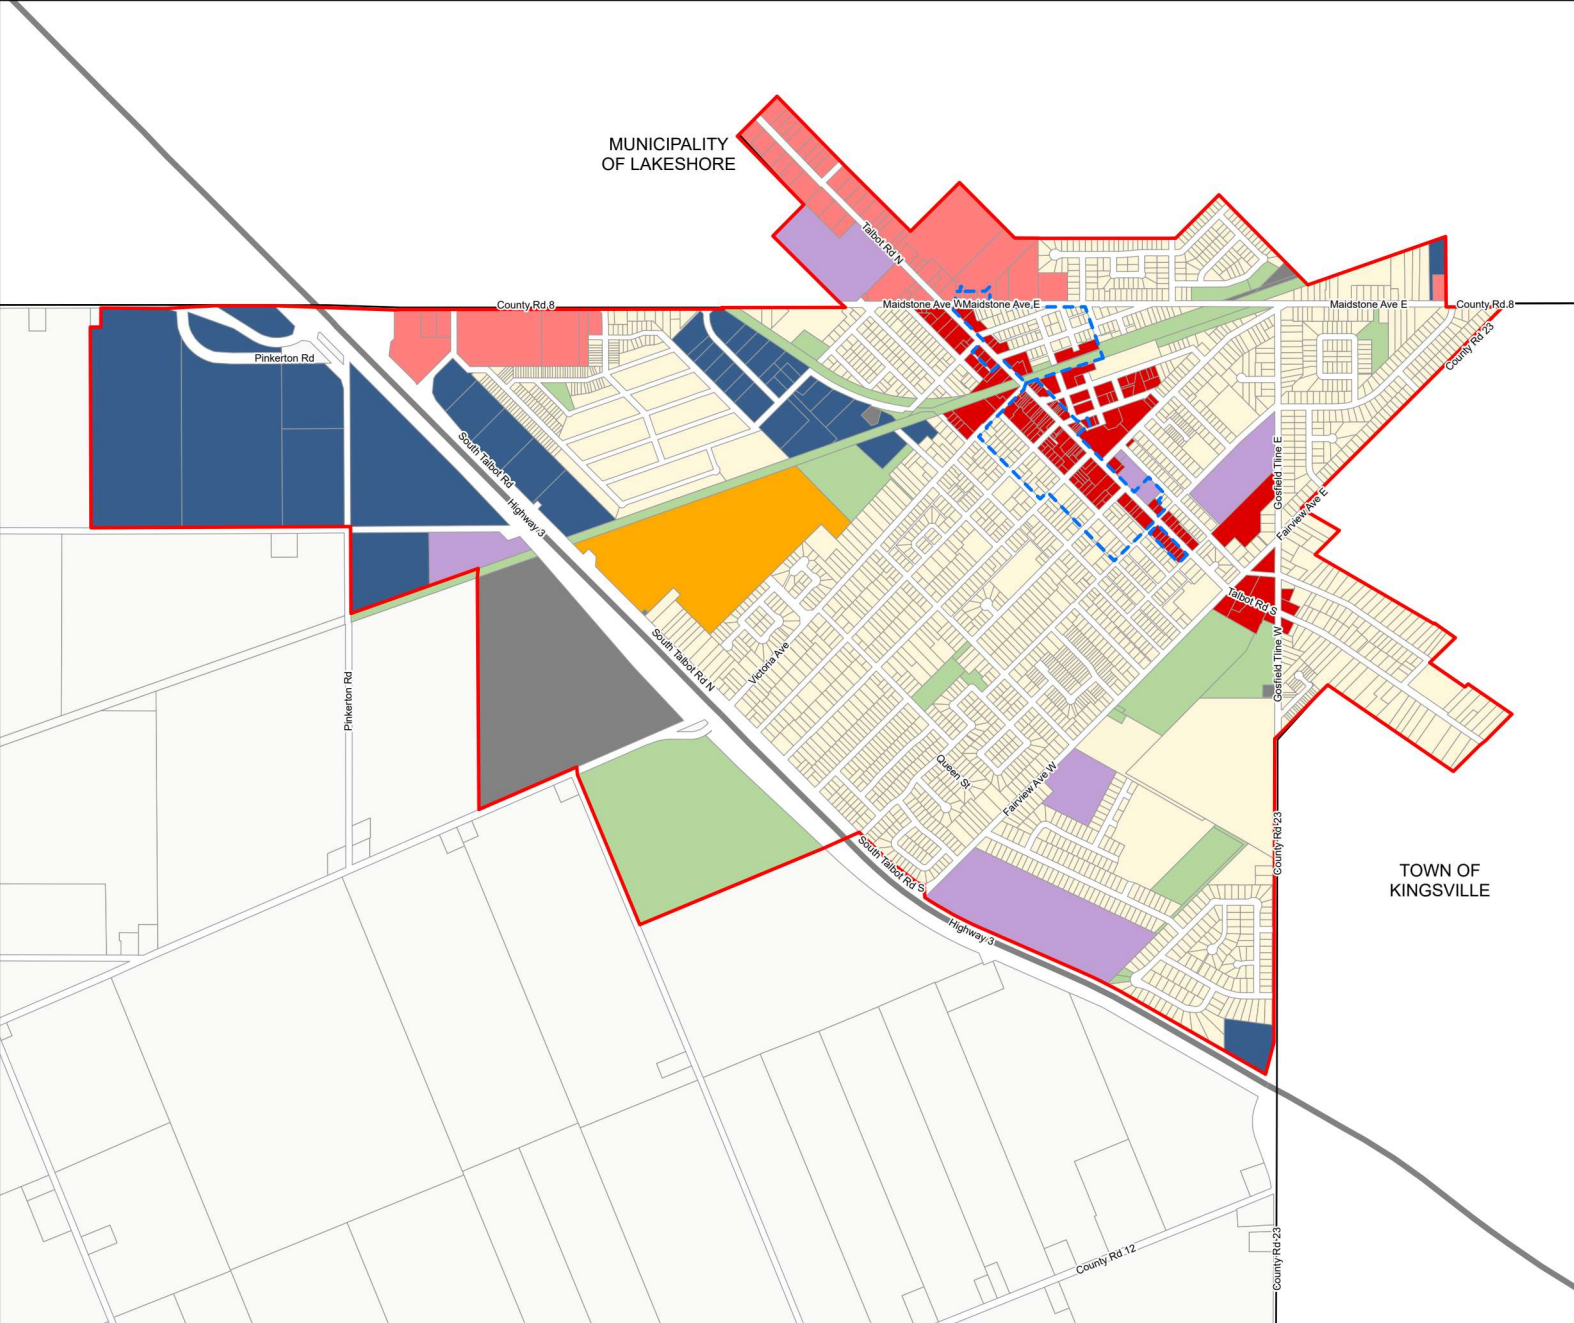 MUNICIPALITY
OF LAKESHORE
Talbot Rd N
County Rd 8
Maidstone Ave W
Maidstone Ave E
Maidstone Ave E
County Rd 8
County Rd 23
Pinkerton Rd
South Talbot Rd
Highway 3
Gosfield Tline E
Fairview Ave E
Talbot Rd S
Gosfield Tline W
South Talbot Rd N
Victoria Ave
Pinkerton Rd
Queen St
Fairview Ave W
County Rd 23
South Talbot Rd S
TOWN OF
KINGSVILLE
Highway 3
County Rd 12
County Rd 23